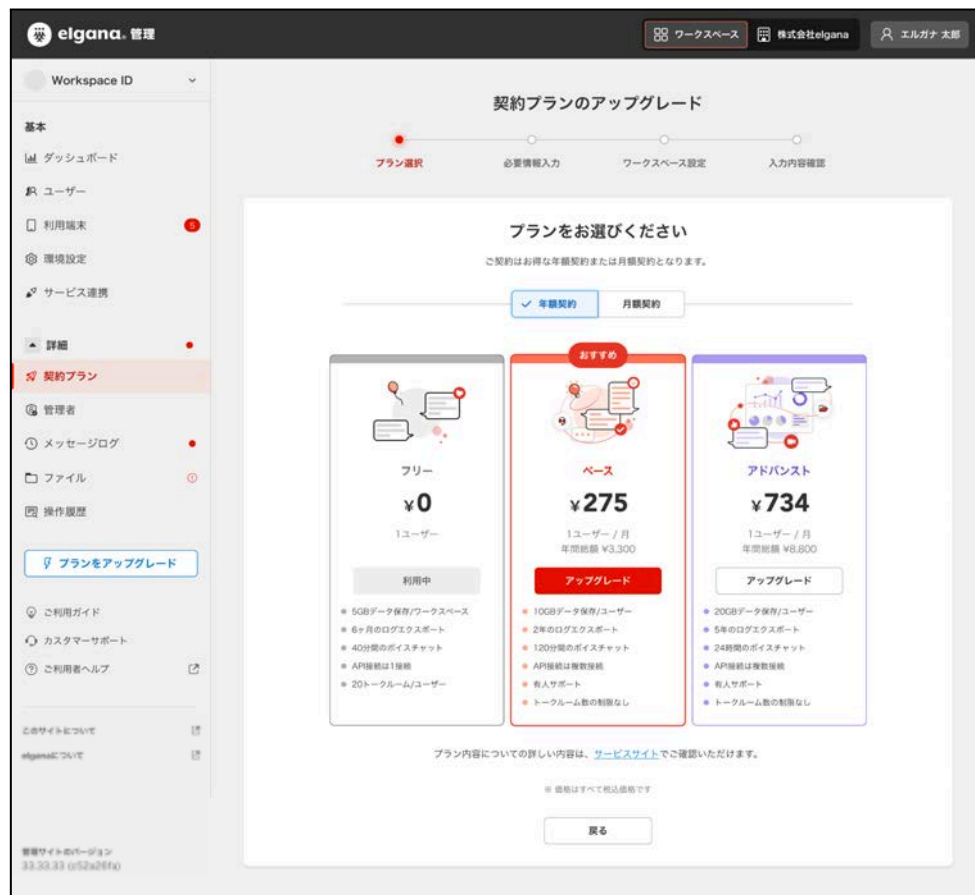 elgana. 管理
ワークスペース
株式会社elgana
エルガナ 太郎
Workspace ID
基本
ダッシュボード
ユーザー
利用端末
5
環境設定
サービス連携
詳細
契約プラン
管理者
メッセージログ
ファイル
操作履歴
プランをアップグレード
ご利用ガイド
カスタマーサポート
ご利用者ヘルプ
このサイトについて
elganaについて
管理サイトのバージョン
33.33.33 (c52a26fa)
契約プランのアップグレード
プラン選択
必要情報入力
ワークスペース設定
入力内容確認
プランをお選びください
ご契約はお得な年額契約または月額契約となります。
年額契約
月額契約
フリー
¥0
1ユーザー
利用中
5GBデータ保存/ワークスペース
6ヶ月のログエクスポート
40分間のボイスチャット
API接続は1接続
20トークルーム/ユーザー
おすすめ
ベース
¥275
1ユーザー / 月
年間総額 ¥3,300
アップグレード
10GBデータ保存/ユーザー
2年のログエクスポート
120分間のボイスチャット
API接続は複数接続
有人サポート
トークルーム数の制限なし
アドバンスト
¥734
1ユーザー / 月
年間総額 ¥8,800
アップグレード
20GBデータ保存/ユーザー
5年のログエクスポート
24時間のボイスチャット
API接続は複数接続
有人サポート
トークルーム数の制限なし
プラン内容についての詳しい内容は、サービスサイトでご確認いただけます。
※ 価格はすべて税込価格です
戻る